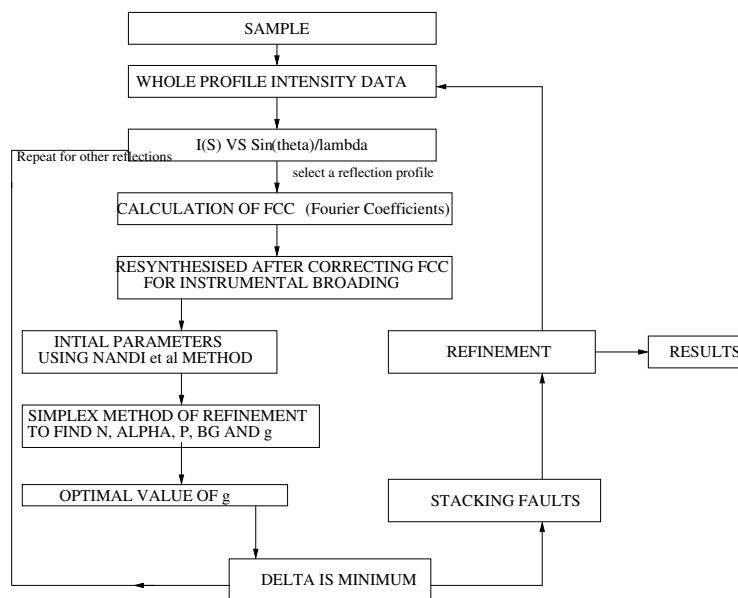 SAMPLE
WHOLE PROFILE INTENSITY DATA
I(S) VS Sin(theta)/lambda
Repeat for other reflections
select a reflection profile
CALCULATION OF FCC (Fourier Coefficients)
RESYNTHESISED AFTER CORRECTING FCC
FOR INSTRUMENTAL BROADING
INTIAL PARAMETERS
USING NANDI et al METHOD
REFINEMENT
RESULTS
SIMPLEX METHOD OF REFINEMENT
TO FIND N, ALPHA, P, BG AND g
OPTIMAL VALUE OF g
STACKING FAULTS
DELTA IS MINIMUM